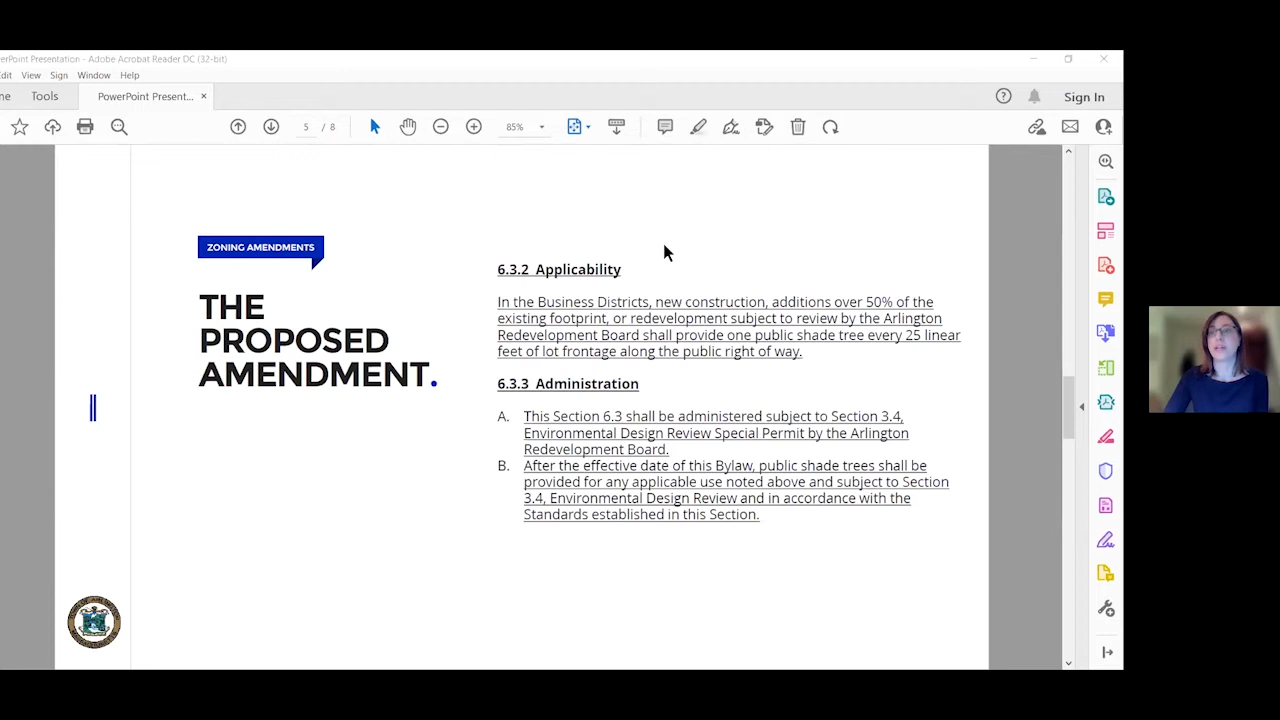 erPoint Presentation - Adobe Acrobat Reader DC (32-bit)
dit View Sign Window Help
me Tools PowerPoint Present... × Sign In
5 / 8 85%
ZONING AMENDMENTS
THE
PROPOSED
AMENDMENT.
6.3.2 Applicability
In the Business Districts, new construction, additions over 50% of the
existing footprint, or redevelopment subject to review by the Arlington
Redevelopment Board shall provide one public shade tree every 25 linear
feet of lot frontage along the public right of way.
6.3.3 Administration
A. This Section 6.3 shall be administered subject to Section 3.4,
Environmental Design Review Special Permit by the Arlington
Redevelopment Board.
B. After the effective date of this Bylaw, public shade trees shall be
provided for any applicable use noted above and subject to Section
3.4, Environmental Design Review and in accordance with the
Standards established in this Section.